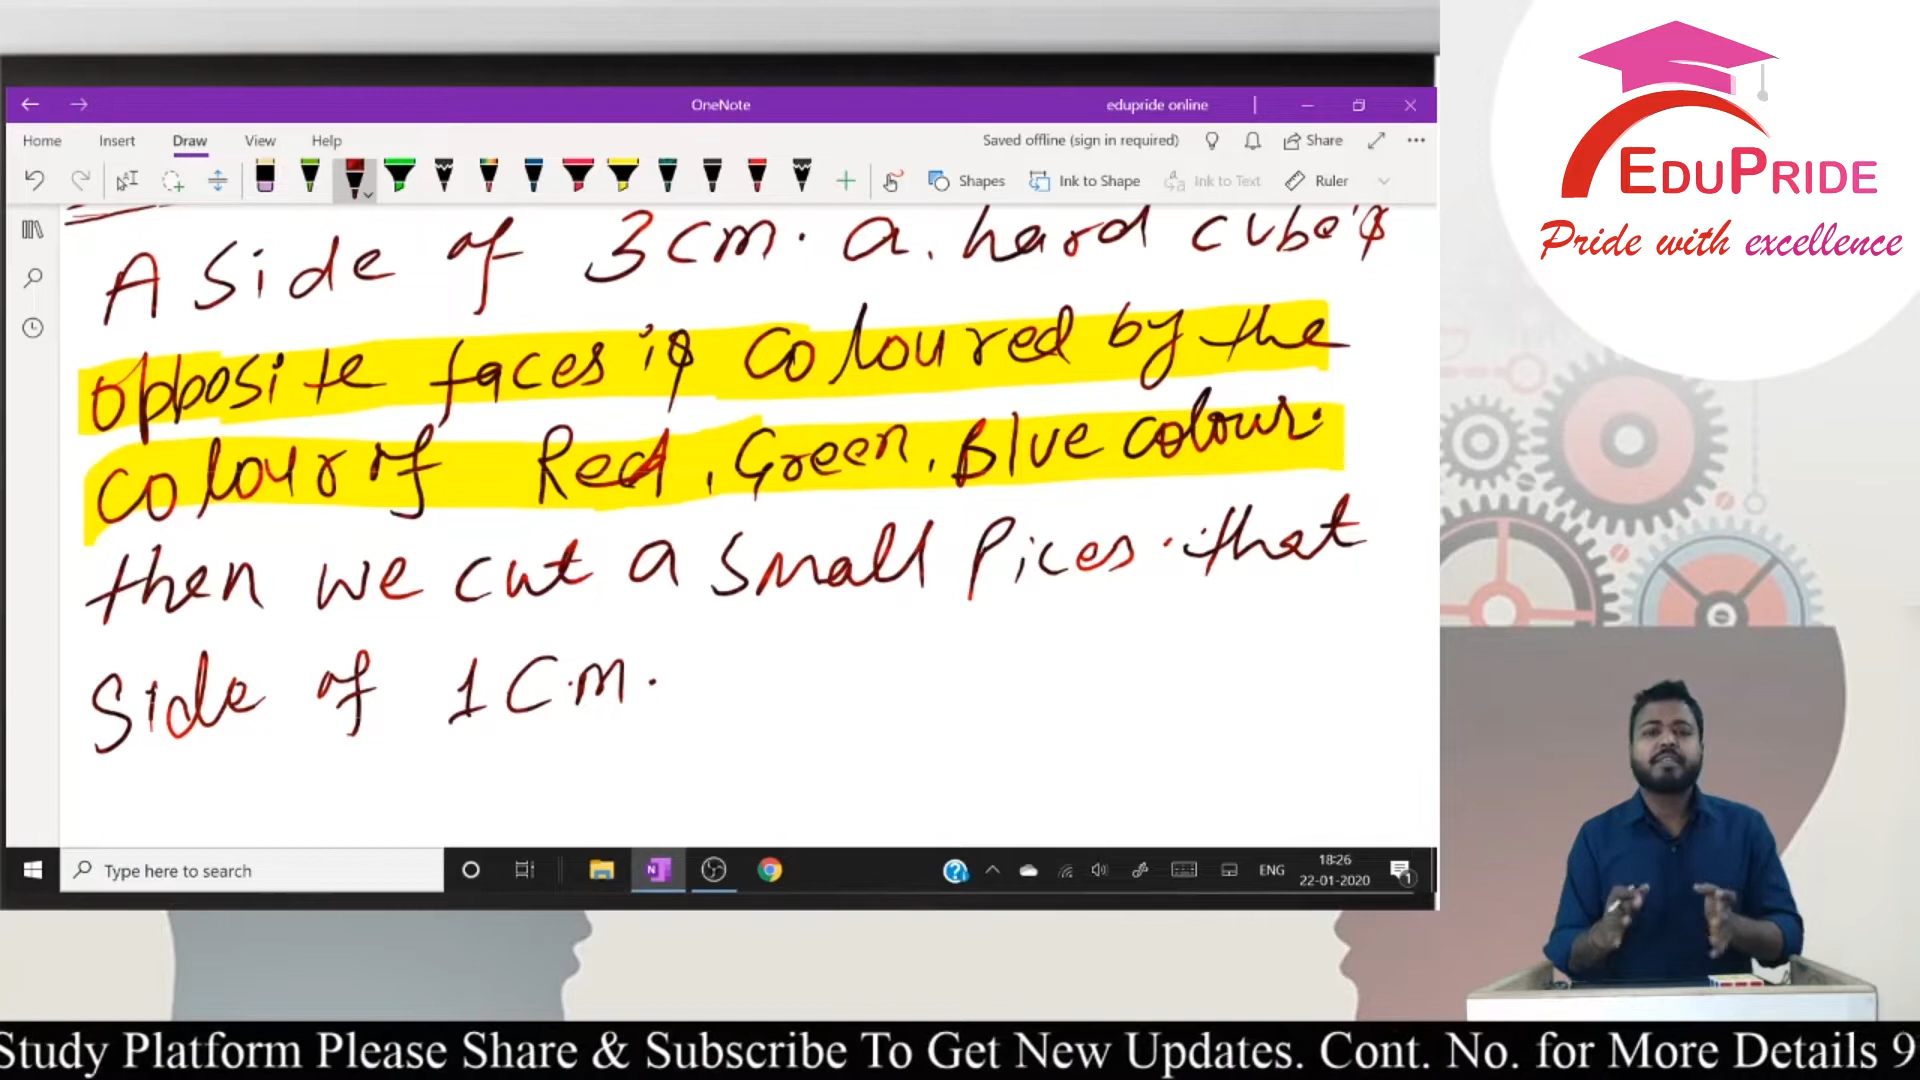 OneNote
edupride online
Home Insert Draw View Help
Saved offline (sign in required)
Share
Shapes
Ink to Shape
Ink to Text
Ruler
A side of 3cm. a. hard cube's
opposite faces is coloured by the
colour of Red, Green, Blue colour.
then we cut a small Pices. that
side of 1 C.m.
Type here to search
ENG
18:26
22-01-2020
1
EDUPRIDE
Pride with excellence
Study Platform Please Share & Subscribe To Get New Updates. Cont. No. for More Details 9